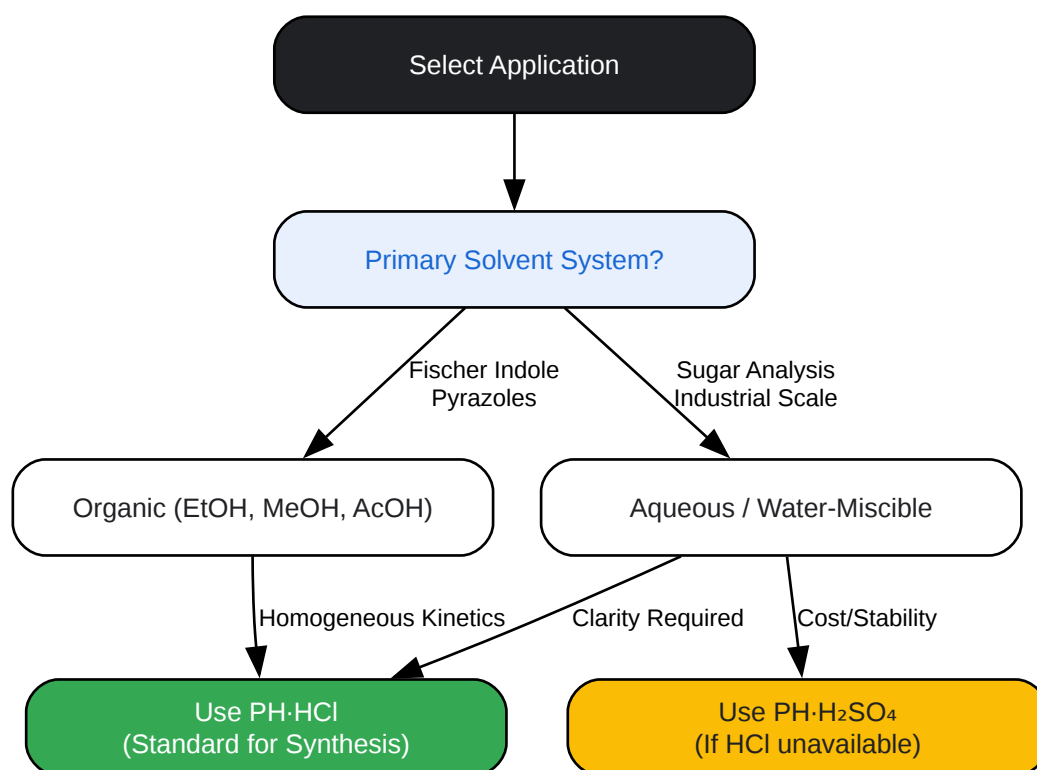 Select Application
Primary Solvent System?
Fischer Indole
Pyrazoles
Sugar Analysis
Industrial Scale
Organic (EtOH, MeOH, AcOH)
Aqueous / Water-Miscible
Homogeneous Kinetics
Clarity Required
Cost/Stability
Use PH·HCl
(Standard for Synthesis)
Use PH·H₂SO₄
(If HCl unavailable)